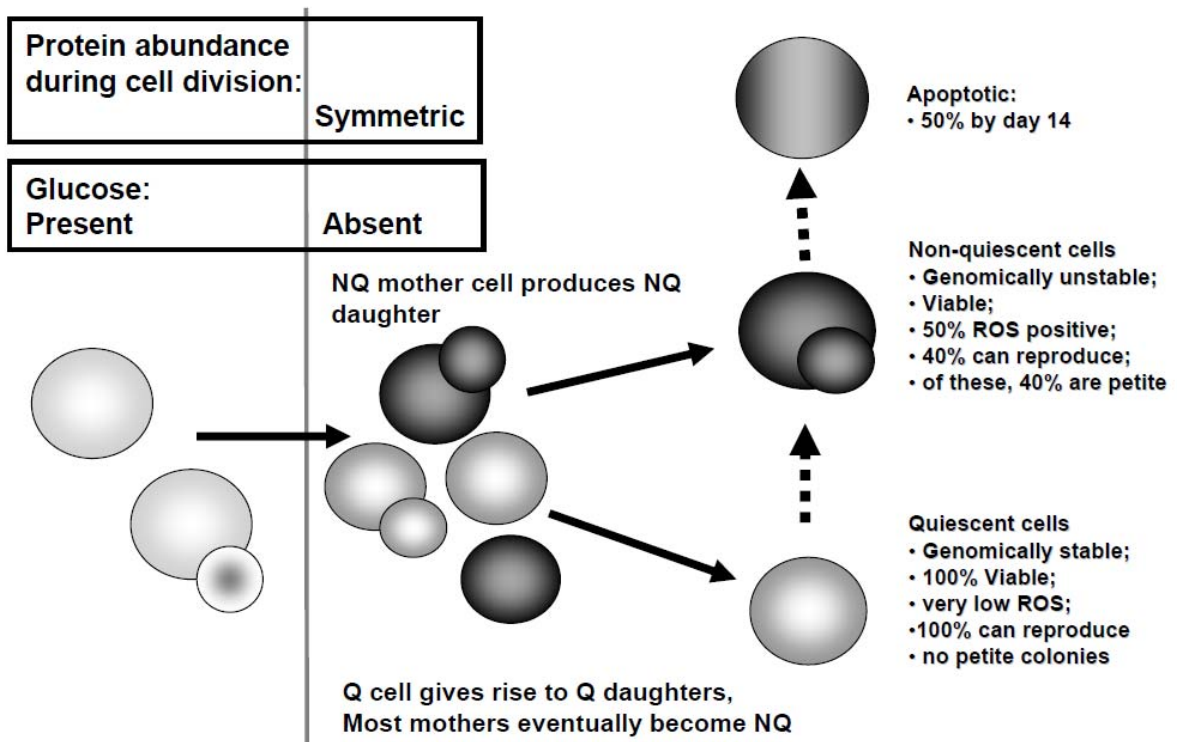 Protein abundance
during cell division:
Symmetric
Glucose:
Present
Absent
NQ mother cell produces NQ
daughter
Q cell gives rise to Q daughters,
Most mothers eventually become NQ
Apoptotic:
• 50% by day 14
Non-quiescent cells
• Genomically unstable;
• Viable;
• 50% ROS positive;
• 40% can reproduce;
• of these, 40% are petite
Quiescent cells
• Genomically stable;
• 100% Viable;
• very low ROS;
•100% can reproduce
• no petite colonies